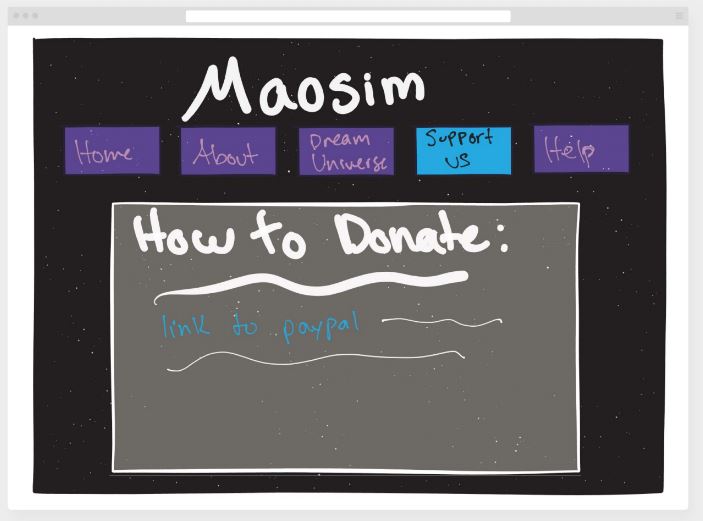 Maosim
Home
About
Dream
Universe
Support
US
Help
How to Donate:
link to paypal